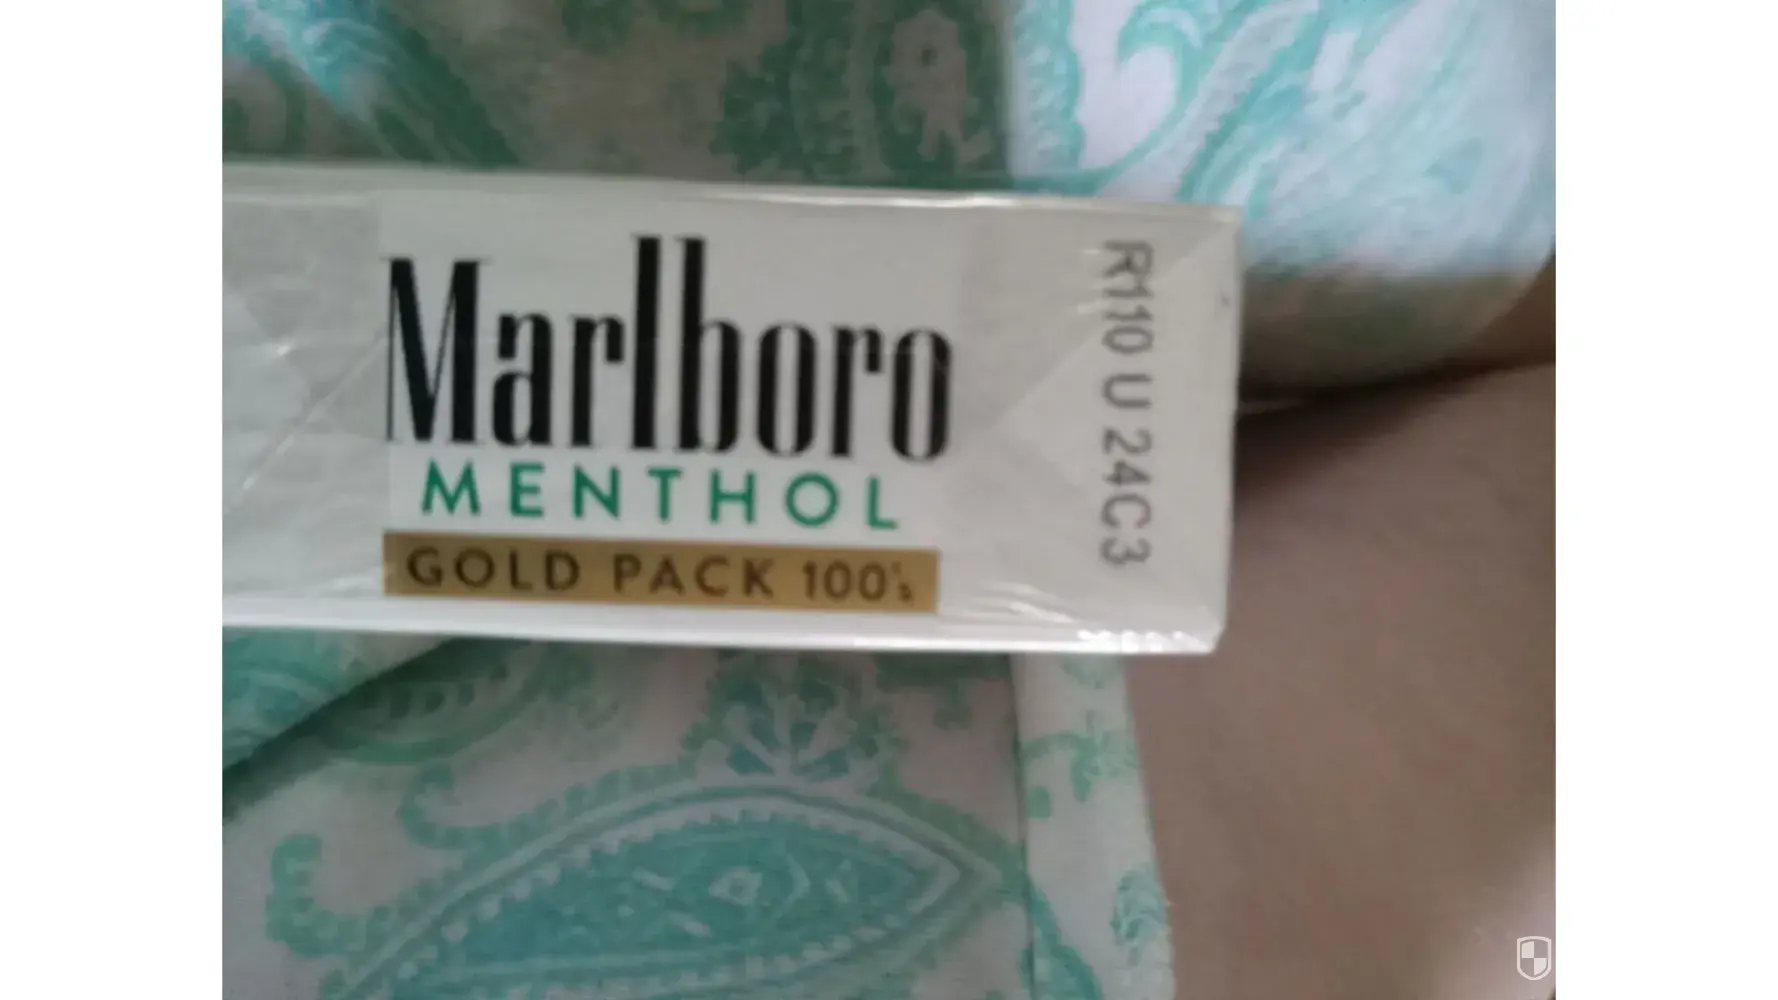 Marlboro
MENTHOL
GOLD PACK 100's
R110 U 24C3